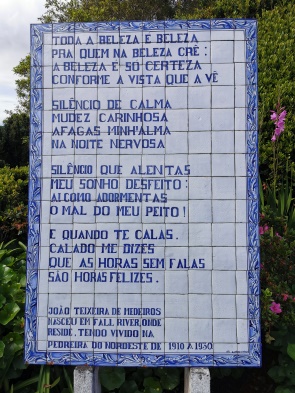 TODA A BELEZA É BELEZA
PRA QUEM NA BELEZA CRÊ:
A BELEZA É SÓ CERTEZA
CONFORME A VISTA QUE A VÊ
SILÊNCIO DE CALMA
MUDEZ CARINHOSA
AFAGAS MINH'ALMA
NA NOITE NERVOSA
SILÊNCIO QUE ALENTAS
MEU SONHO DESFEITO:
AI COMO ADORMENTAS
O MAL DO MEU PEITO!
E QUANDO TE CALAS.
CALADO ME DIZES
QUE AS HORAS SEM FALAS
SÃO HORAS FELIZES.
JOÃO TEIXEIRA DE MEDEIROS
NASCEU EM FALL RIVER, ONDE
RESIDE, TENDO VIVIDO NA
PEDREIRA DO NORDESTE DE 1910 A 1930